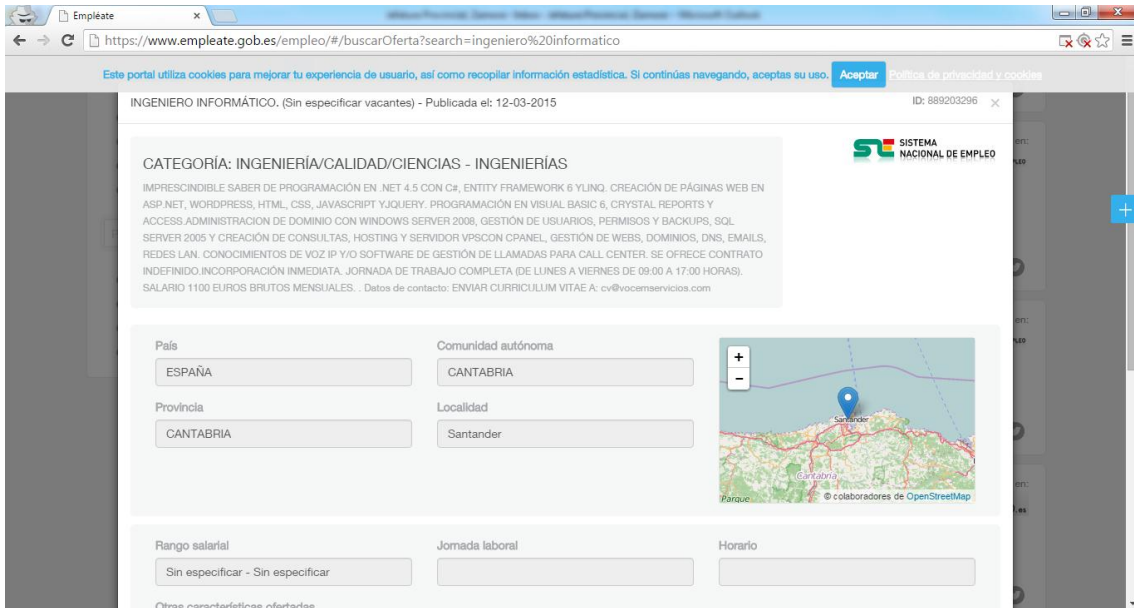 Empléate
https://www.empleate.gob.es/empleo/#/buscarOferta?search=ingeniero%20informatico
Este portal utiliza cookies para mejorar tu experiencia de usuario, así como recopilar información estadística. Si continúas navegando, aceptas su uso. Aceptar Política de privacidad y cookies
INGENIERO INFORMÁTICO. (Sin especificar vacantes) - Publicada el: 12-03-2015
ID: 889203296
SISTEMA
NACIONAL DE EMPLEO
CATEGORÍA: INGENIERÍA/CALIDAD/CIENCIAS - INGENIERÍAS
IMPRESCINDIBLE SABER DE PROGRAMACIÓN EN .NET 4.5 CON C#, ENTITY FRAMEWORK 6 YLINQ. CREACIÓN DE PÁGINAS WEB EN
ASP.NET, WORDPRESS, HTML, CSS, JAVASCRIPT YJQUERY. PROGRAMACIÓN EN VISUAL BASIC 6, CRYSTAL REPORTS Y
ACCESS.ADMINISTRACION DE DOMINIO CON WINDOWS SERVER 2008, GESTIÓN DE USUARIOS, PERMISOS Y BACKUPS, SQL
SERVER 2005 Y CREACIÓN DE CONSULTAS, HOSTING Y SERVIDOR VPSCON CPANEL, GESTIÓN DE WEBS, DOMINIOS, DNS, EMAILS,
REDES LAN. CONOCIMIENTOS DE VOZ IP Y/O SOFTWARE DE GESTIÓN DE LLAMADAS PARA CALL CENTER. SE OFRECE CONTRATO
INDEFINIDO.INCORPORACIÓN INMEDIATA. JORNADA DE TRABAJO COMPLETA (DE LUNES A VIERNES DE 09:00 A 17:00 HORAS).
SALARIO 1100 EUROS BRUTOS MENSUALES. . Datos de contacto: ENVIAR CURRICULUM VITAE A: cv@vocemservicios.com
País
Comunidad autónoma
ESPAÑA
CANTABRIA
Provincia
Localidad
CANTABRIA
Santander
+
−
Santander
Cantabria
Parque
© colaboradores de OpenStreetMap
Rango salarial
Jornada laboral
Horario
Sin especificar - Sin especificar
Otras características ofertadas
en:
en:
en: